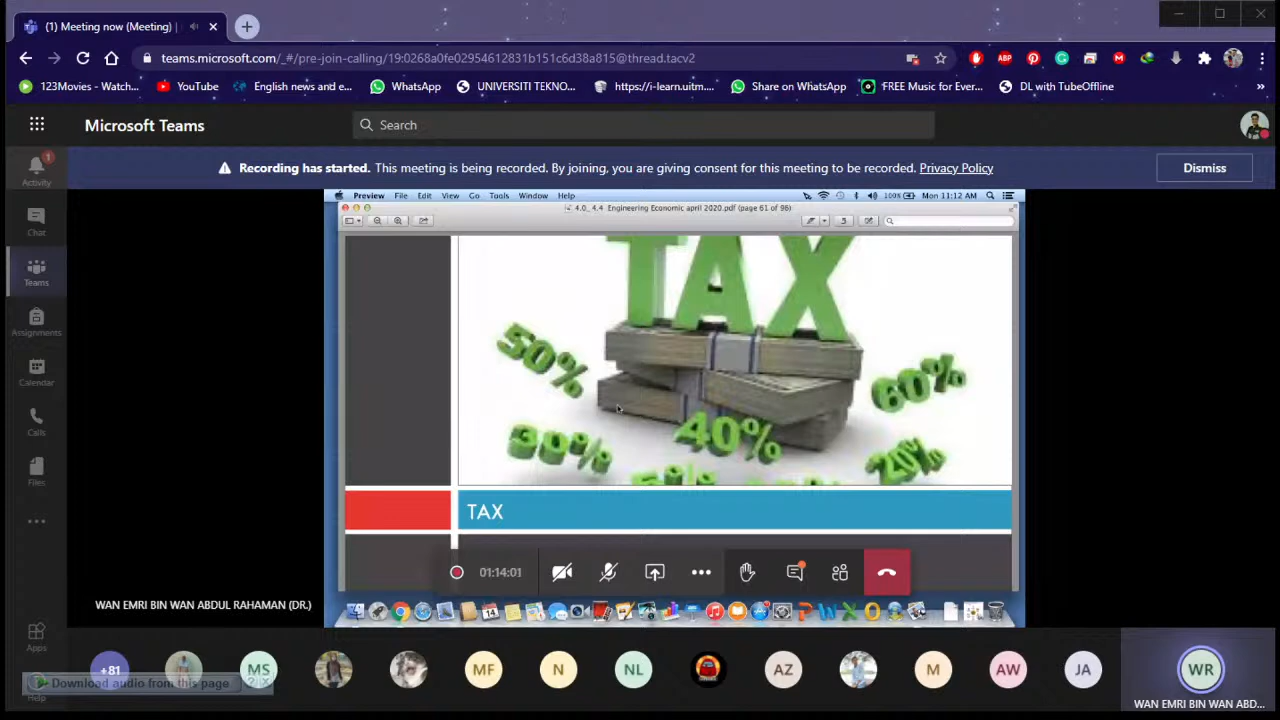 (1) Meeting now (Meeting) |
teams.microsoft.com/_#/pre-join-calling/19:0268a0fe02954612831b151c6d38a815@thread.tacv2
123Movies - Watch... YouTube English news and e... WhatsApp UNIVERSITI TEKNO... https://i-learn.uitm.... Share on WhatsApp FREE Music for Ever... DL with TubeOffline »
Microsoft Teams
Search
Recording has started. This meeting is being recorded. By joining, you are giving consent for this meeting to be recorded. Privacy Policy
Dismiss
1
Activity
Chat
Teams
Assignments
Calendar
Calls
Files
Apps
Help
Preview File Edit View Go Tools Window Help 100% Mon 11:12 AM
4.0_ 4.4 Engineering Economic april 2020.pdf (page 61 of 96)
TAX
50%
60%
40%
30%
20%
TAX
01:14:01
WAN EMRI BIN WAN ABDUL RAHAMAN (DR.)
+81 MS MF N NL AZ M AW JA WR
Download audio from this page
WAN EMRI BIN WAN ABD...